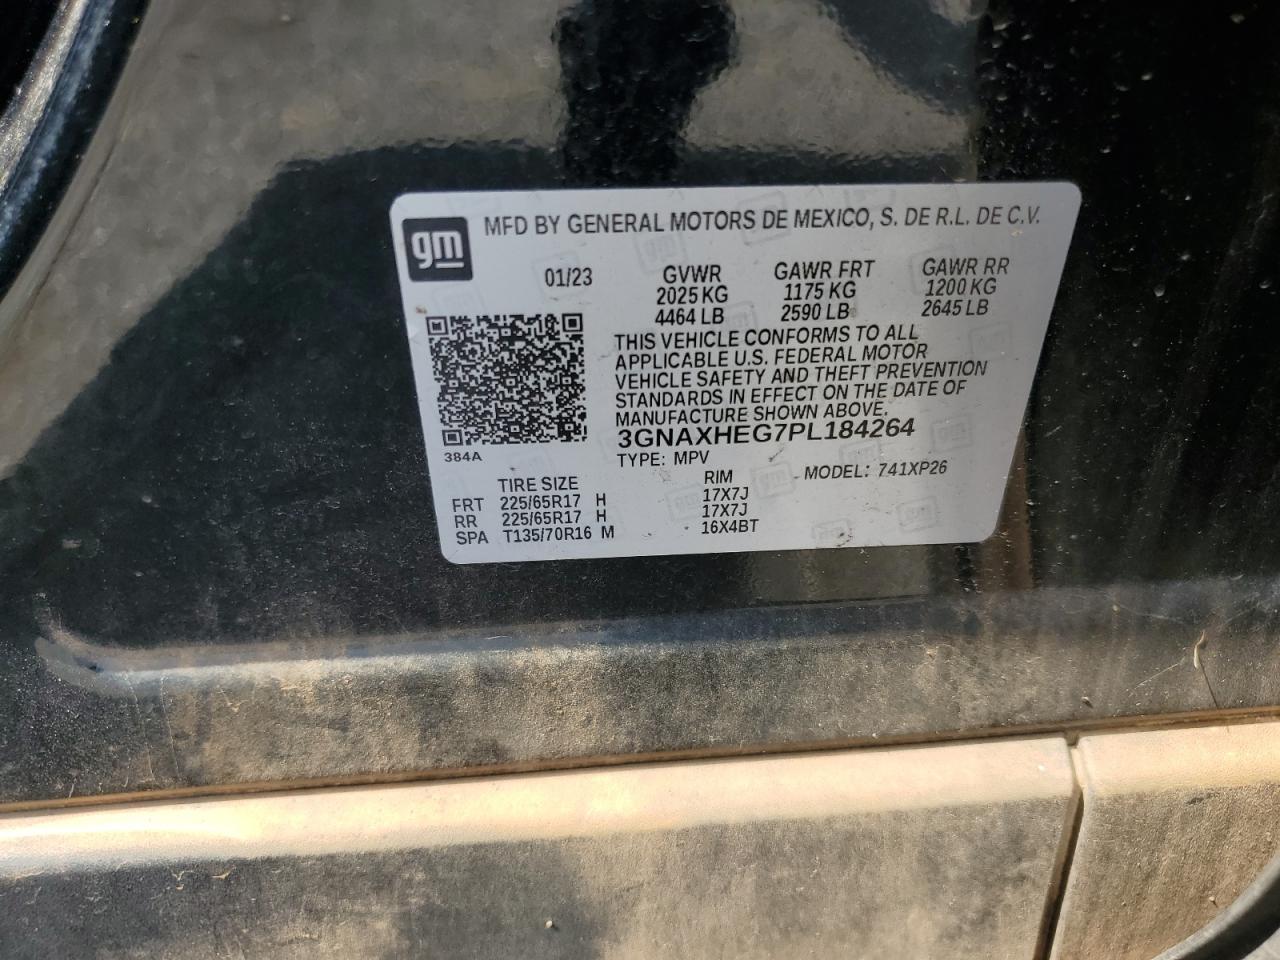 gm
MFD BY GENERAL MOTORS DE MEXICO, S. DE R.L. DE C.V.
01/23 GVWR GAWR FRT GAWR RR
2025 KG 1175 KG 1200 KG
4464 LB 2590 LB 2645 LB
THIS VEHICLE CONFORMS TO ALL
APPLICABLE U.S. FEDERAL MOTOR
VEHICLE SAFETY AND THEFT PREVENTION
STANDARDS IN EFFECT ON THE DATE OF
MANUFACTURE SHOWN ABOVE.
3GNAXHEG7PL184264
384A
TYPE: MPV MODEL: 741XP26
TIRE SIZE RIM
FRT 225/65R17 H 17X7J
RR 225/65R17 H 17X7J
SPA T135/70R16 M 16X4BT